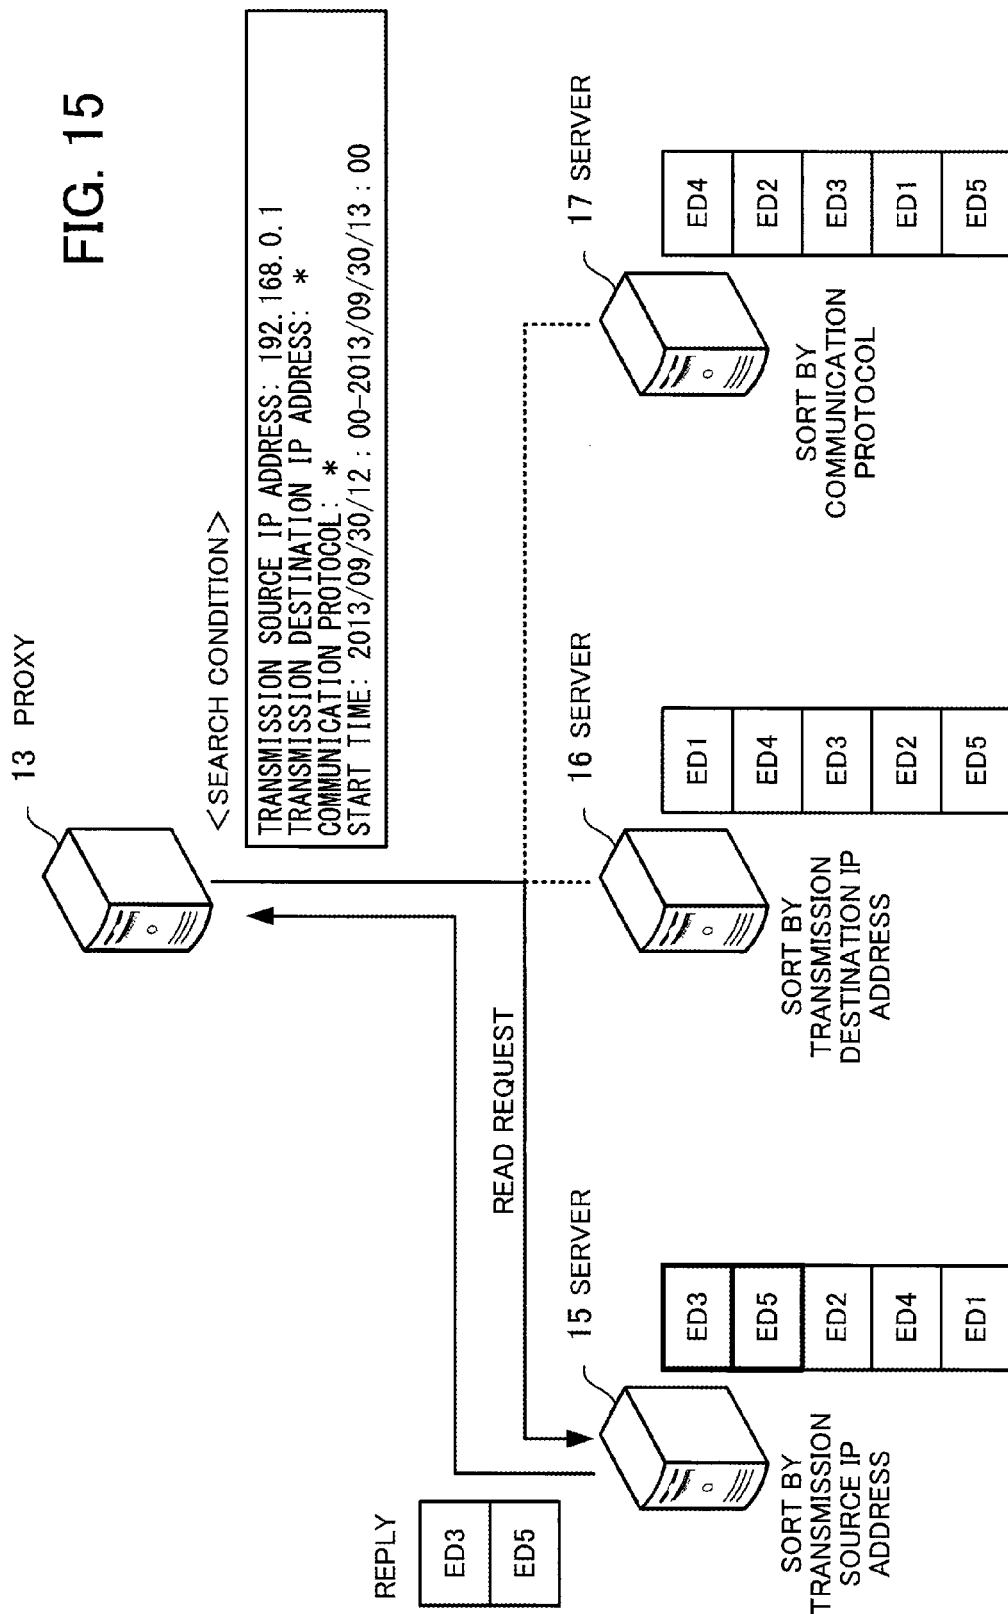 FIG. 15
13 PROXY
<SEARCH CONDITION>
TRANSMISSION SOURCE IP ADDRESS: 192.168.0.1
TRANSMISSION DESTINATION IP ADDRESS: *
COMMUNICATION PROTOCOL: *
START TIME: 2013/09/30/12:00-2013/09/30/13:00
REPLY
ED3
ED5
READ REQUEST
15 SERVER
SORT BY
TRANSMISSION
SOURCE IP
ADDRESS
ED3
ED5
ED2
ED4
ED1
16 SERVER
SORT BY
TRANSMISSION
DESTINATION IP
ADDRESS
ED1
ED4
ED3
ED2
ED5
17 SERVER
SORT BY
COMMUNICATION
PROTOCOL
ED4
ED2
ED3
ED1
ED5